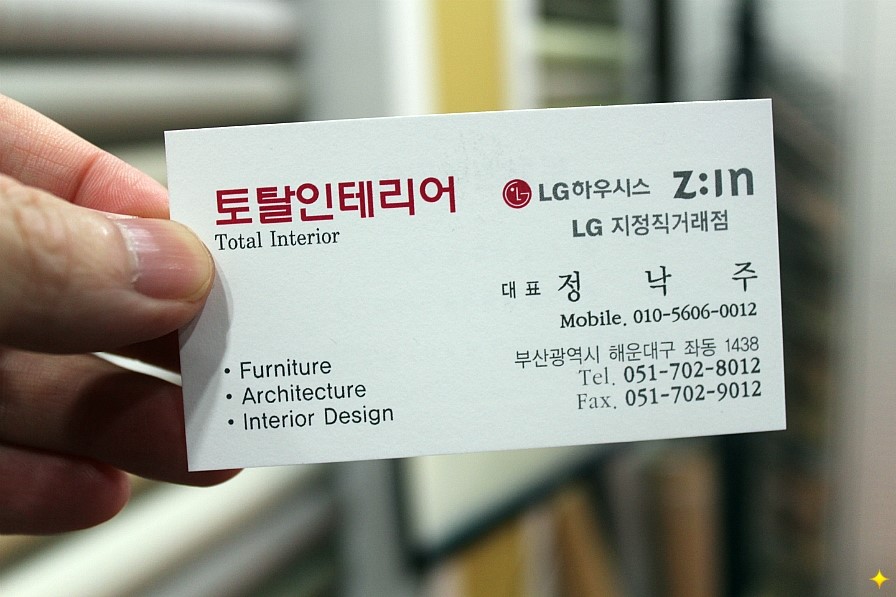 토탈인테리어
Total Interior
LG하우시스 Z:IN
LG 지정직거래점
대표 정 낙 주
Mobile. 010-5606-0012
부산광역시 해운대구 좌동 1438
Tel. 051-702-8012
Fax. 051-702-9012
• Furniture
• Architecture
• Interior Design